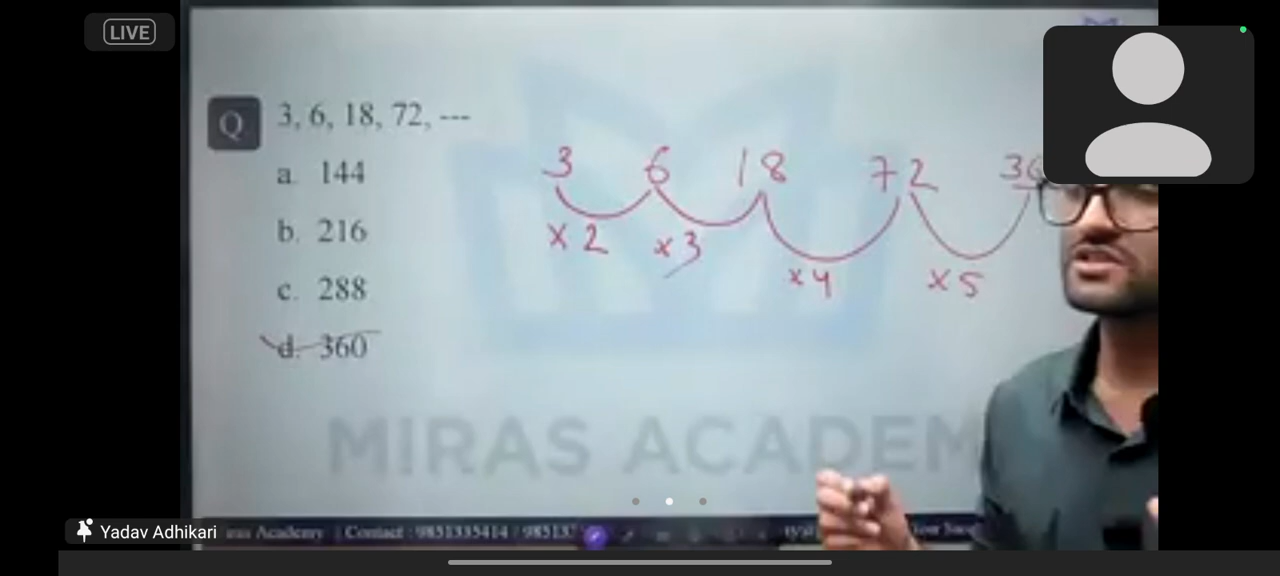 LIVE
Q 3, 6, 18, 72, ---
a. 144
b. 216
c. 288
d. 360
3 6 18 72
×2 ×3 ×4 ×5
MIRAS ACADEM
Yadav Adhikari
Academy | Contact : 9851335414 / 98513